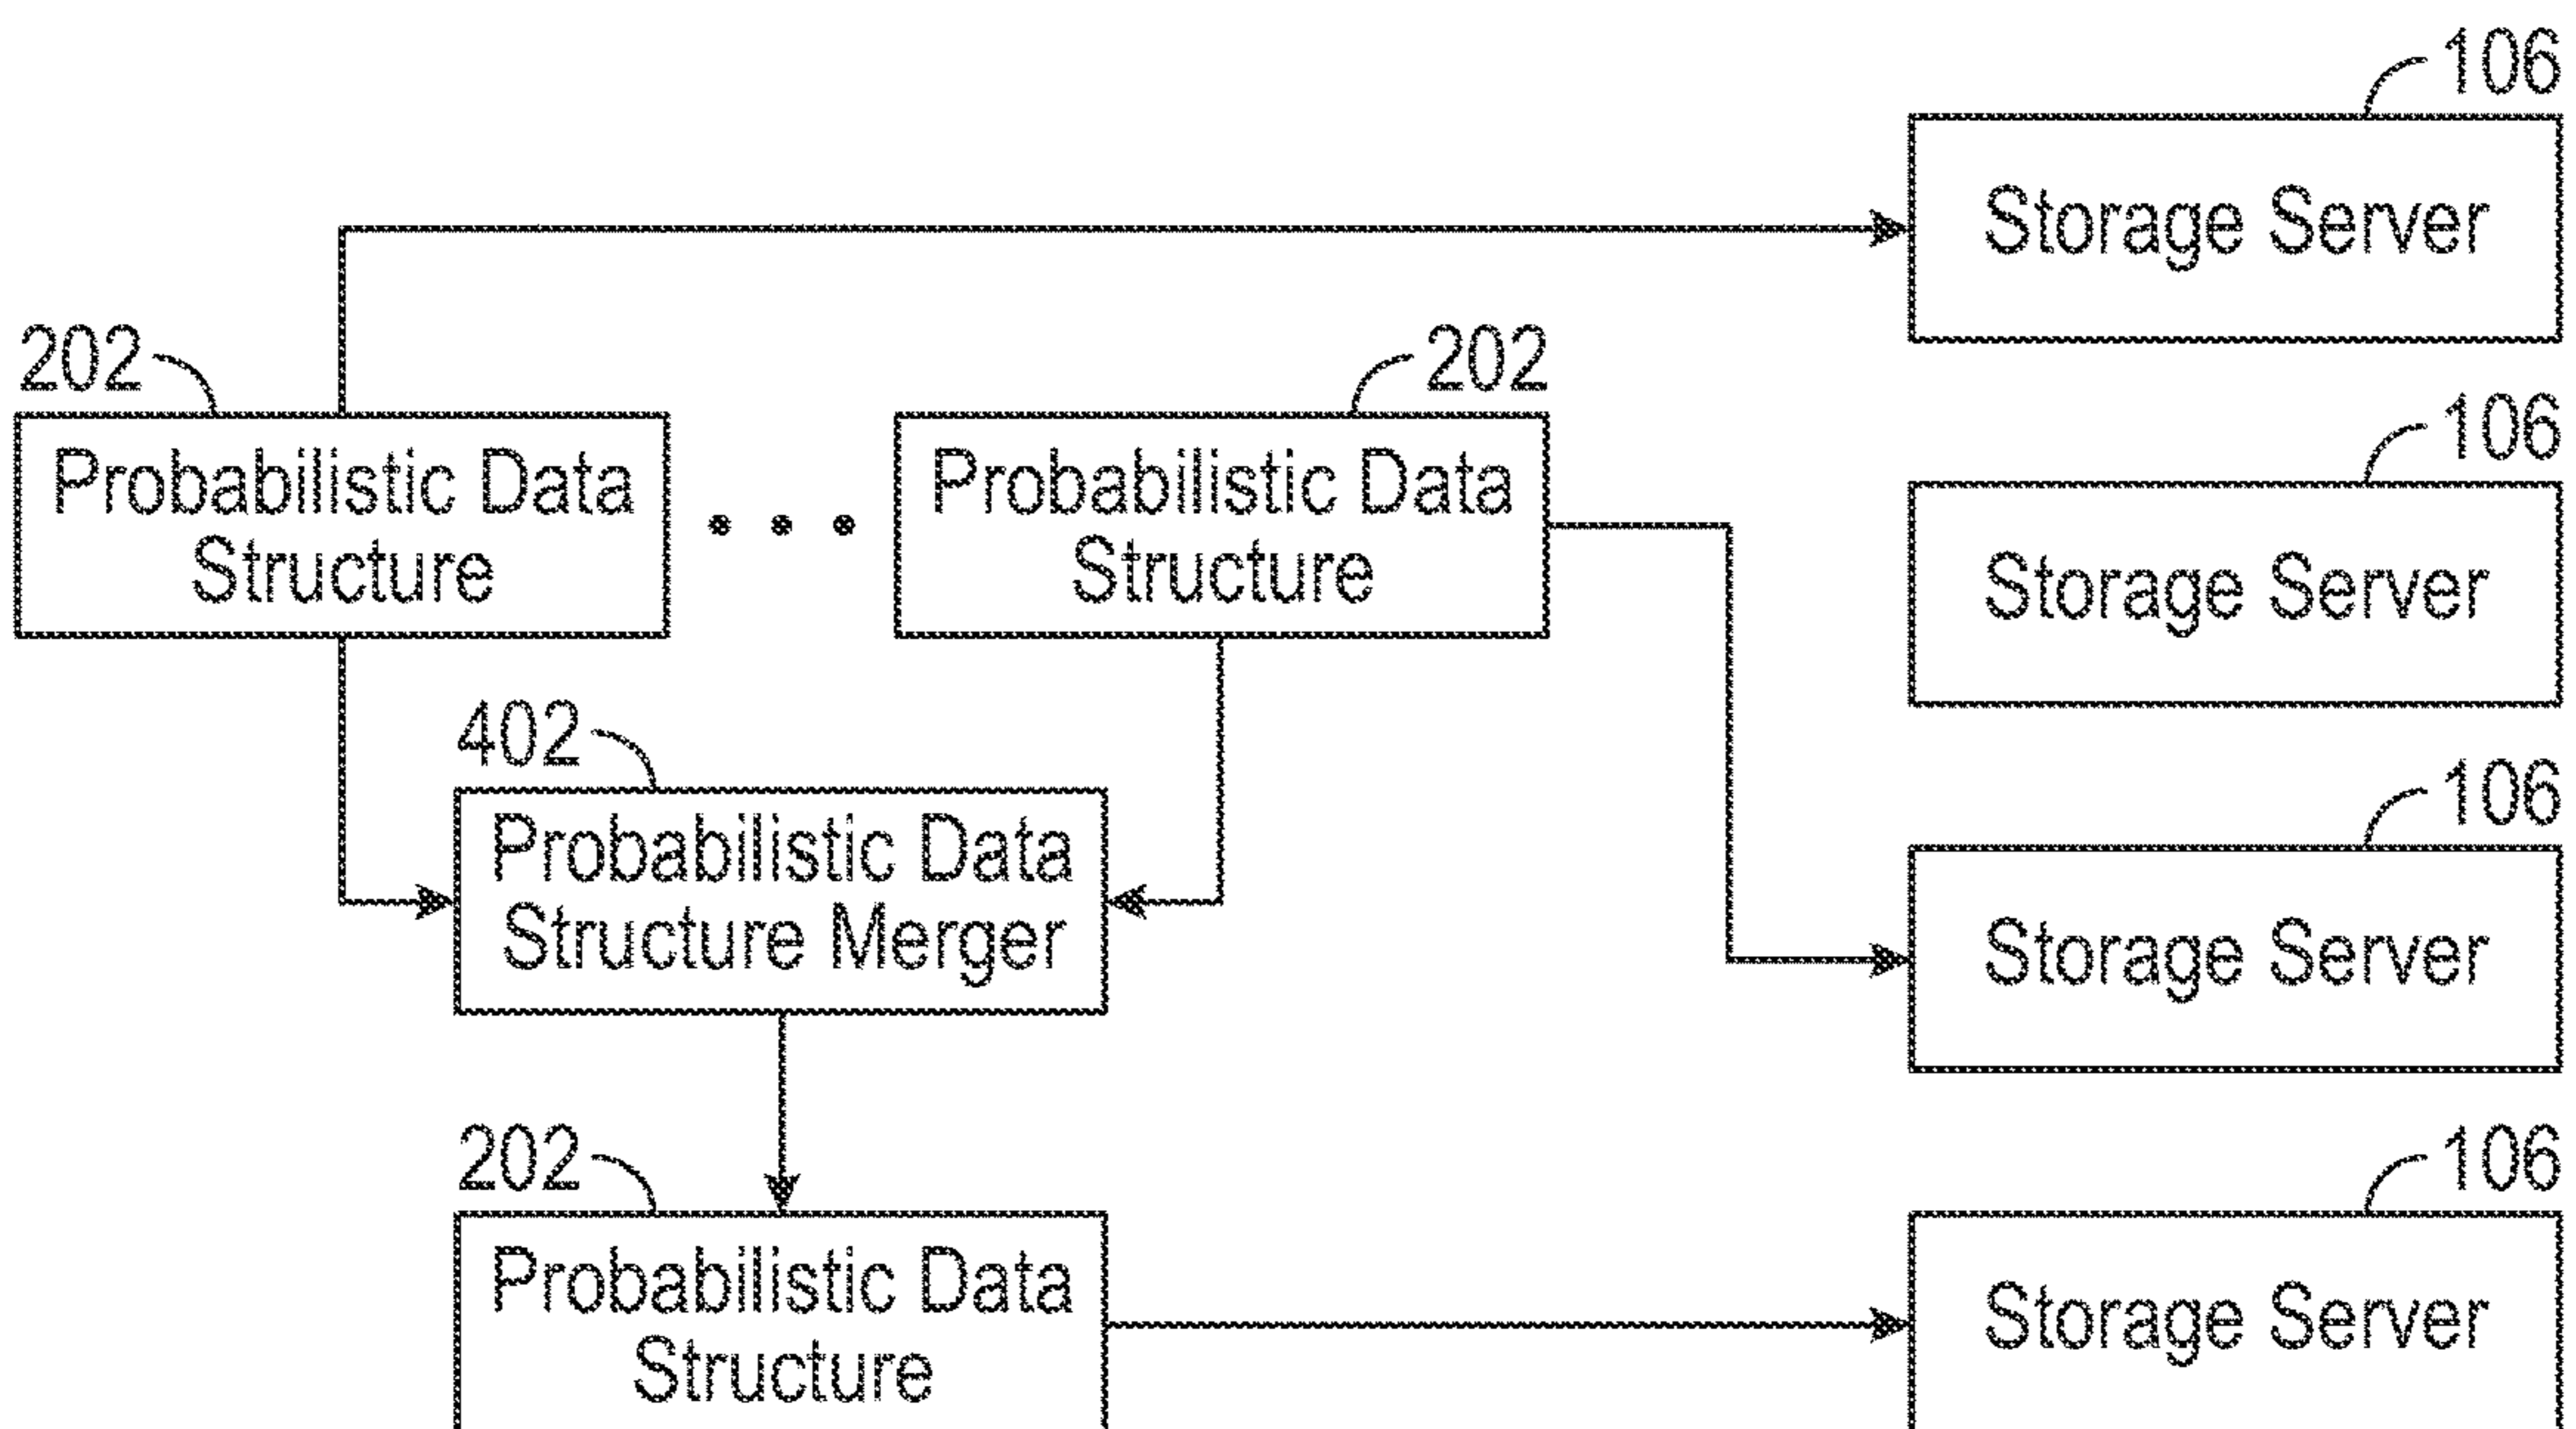 106
Storage Server
202
Probabilistic Data
Structure
202
Probabilistic Data
Structure
106
Storage Server
402
Probabilistic Data
Structure Merger
106
Storage Server
202
Probabilistic Data
Structure
106
Storage Server